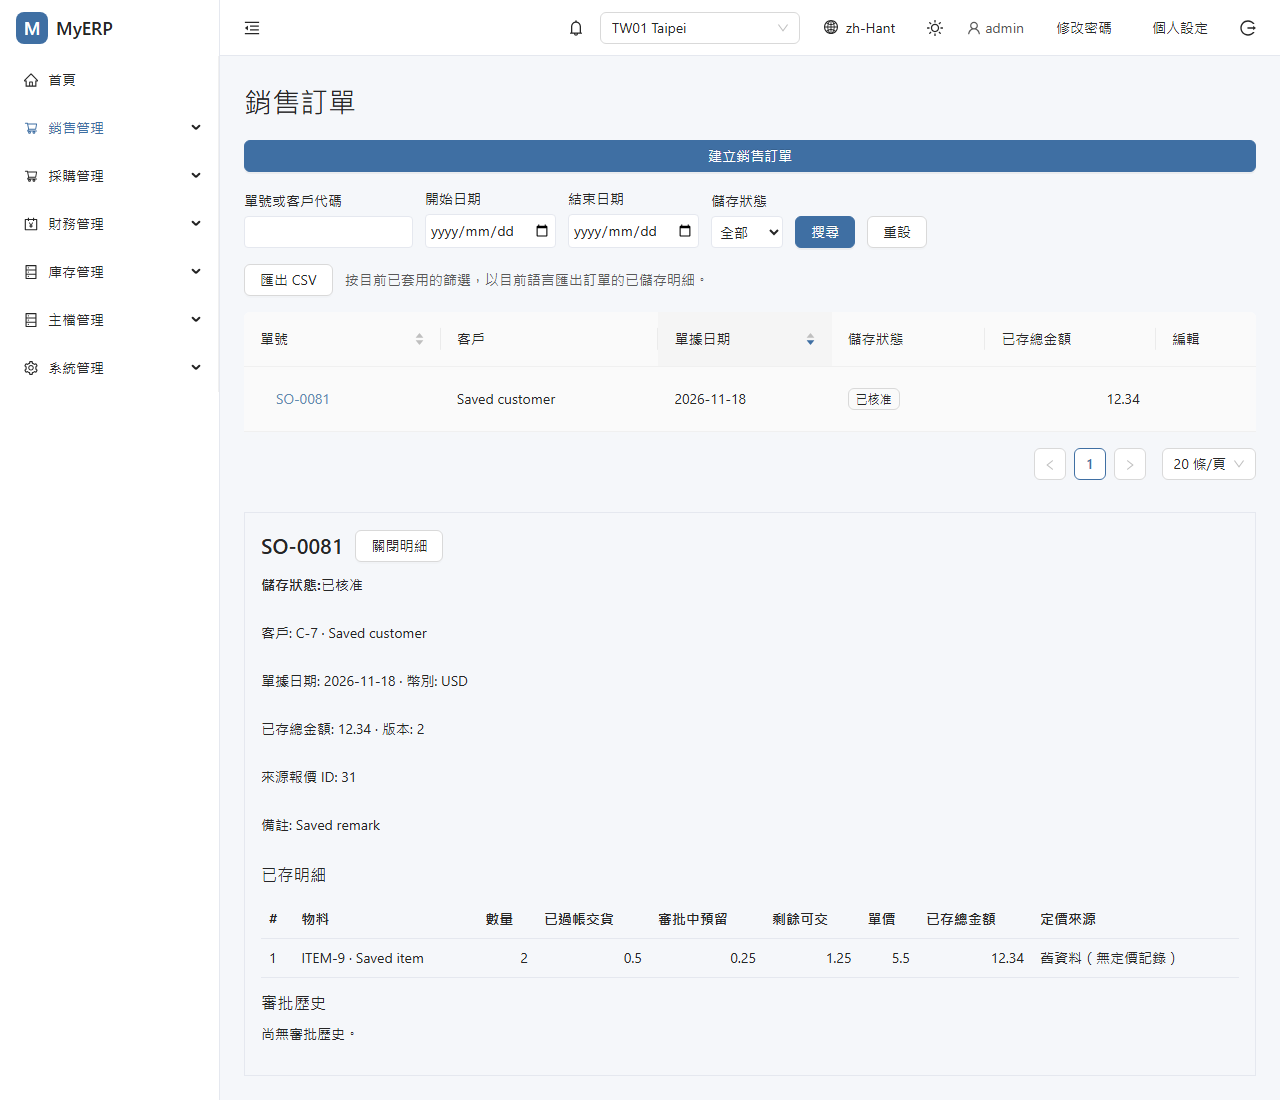 M MyERP
TW01 Taipei
zh-Hant
admin
修改密碼
個人設定
首頁
銷售管理
採購管理
財務管理
庫存管理
主檔管理
系統管理
銷售訂單
建立銷售訂單
單號或客戶代碼
開始日期
結束日期
儲存狀態
yyyy/mm/dd
yyyy/mm/dd
全部
搜尋
重設
匯出 CSV 按目前已套用的篩選，以目前語言匯出訂單的已儲存明細。
單號 客戶 單據日期 儲存狀態 已存總金額 編輯
SO-0081 Saved customer 2026-11-18 已核准 12.34
1
20 條/頁
SO-0081 關閉明細
儲存狀態:已核准
客戶: C-7 · Saved customer
單據日期: 2026-11-18 · 幣別: USD
已存總金額: 12.34 · 版本: 2
來源報價 ID: 31
備註: Saved remark
已存明細
# 物料 數量 已過帳交貨 審批中預留 剩餘可交 單價 已存總金額 定價來源
1 ITEM-9 · Saved item 2 0.5 0.25 1.25 5.5 12.34 舊資料（無定價記錄）
審批歷史
尚無審批歷史。